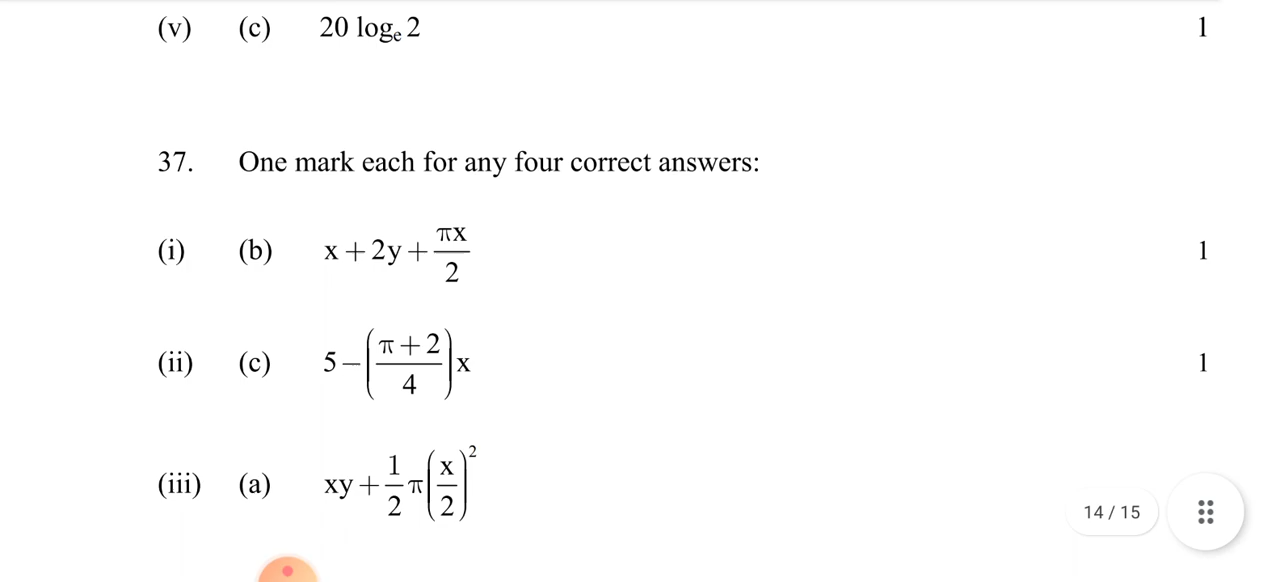 (v) (c) 20 logₑ 2 1
37. One mark each for any four correct answers:
(i) (b) x + 2y + πx/2 1
(ii) (c) 5 − ((π + 2)/4)x 1
(iii) (a) xy + 1/2 π(x/2)²
14 / 15